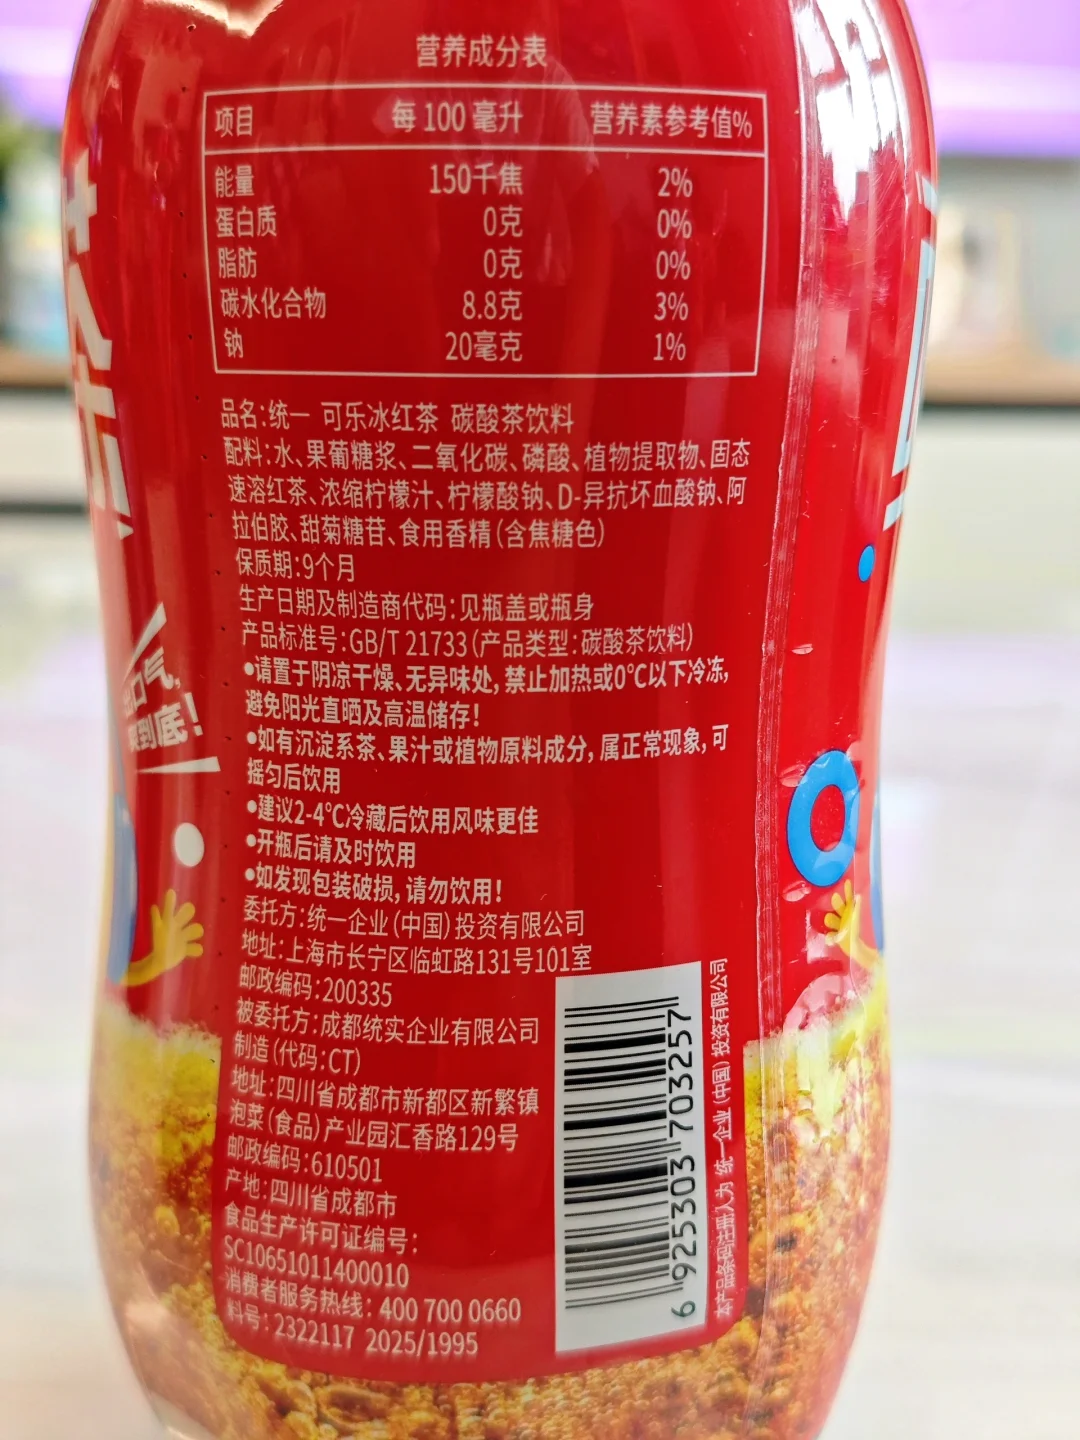 营养成分表
项目 每 100 毫升 营养素参考值%
能量 150千焦 2%
蛋白质 0克 0%
脂肪 0克 0%
碳水化合物 8.8克 3%
钠 20毫克 1%
品名:统一 可乐冰红茶 碳酸茶饮料
配料:水、果葡糖浆、二氧化碳、磷酸、植物提取物、固态
速溶红茶、浓缩柠檬汁、柠檬酸钠、D-异抗坏血酸钠、阿
拉伯胶、甜菊糖苷、食用香精(含焦糖色)
保质期:9个月
生产日期及制造商代码:见瓶盖或瓶身
产品标准号:GB/T 21733(产品类型:碳酸茶饮料)
•请置于阴凉干燥、无异味处,禁止加热或0℃以下冷冻,
避免阳光直晒及高温储存!
•如有沉淀系茶、果汁或植物原料成分,属正常现象,可
摇匀后饮用
•建议2-4℃冷藏后饮用风味更佳
•开瓶后请及时饮用
•如发现包装破损,请勿饮用!
委托方:统一企业(中国)投资有限公司
地址:上海市长宁区临虹路131号101室
邮政编码:200335
被委托方:成都统实企业有限公司
制造(代码:CT)
地址:四川省成都市新都区新繁镇
泡菜(食品)产业园汇香路129号
邮政编码:610501
产地:四川省成都市
食品生产许可证编号:
SC10651011400010
消费者服务热线: 400 700 0660
料号: 2322117 2025/1995
6 925303 703257
本产品条码注册人为 统一企业(中国)投资有限公司
口气,
到底!